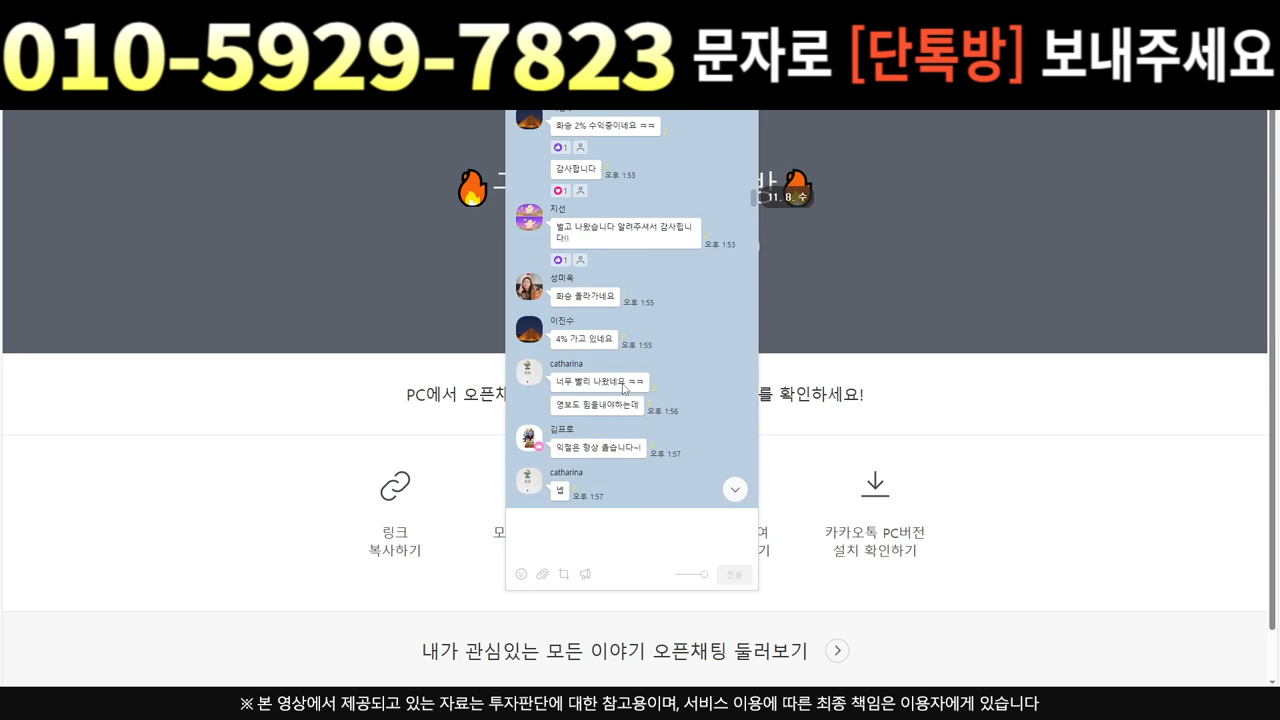 010-5929-7823 문자로 [단톡방] 보내주세요
화승 2% 수익중이네요 ㅋㅋ
1
감사합니다
오후 1:53
1
11. 8. 수
지선
벌고 나왔습니다 알려주셔서 감사힙니
다!!
오후 1:53
1
성미옥
화승 올라가네요
오후 1:55
이진수
4% 가고 있네요
오후 1:55
catharina
너무 빨리 나왔네요 ㅋㅋ
영보도 힘을내야하는데
오후 1:56
김프로
익절은 항상 옳습니다~!
오후 1:57
catharina
넵
오후 1:57
전송
PC에서 오픈채
를 확인하세요!
링크
복사하기
카카오톡 PC버전
설치 확인하기
내가 관심있는 모든 이야기 오픈채팅 둘러보기
※ 본 영상에서 제공되고 있는 자료는 투자판단에 대한 참고용이며, 서비스 이용에 따른 최종 책임은 이용자에게 있습니다